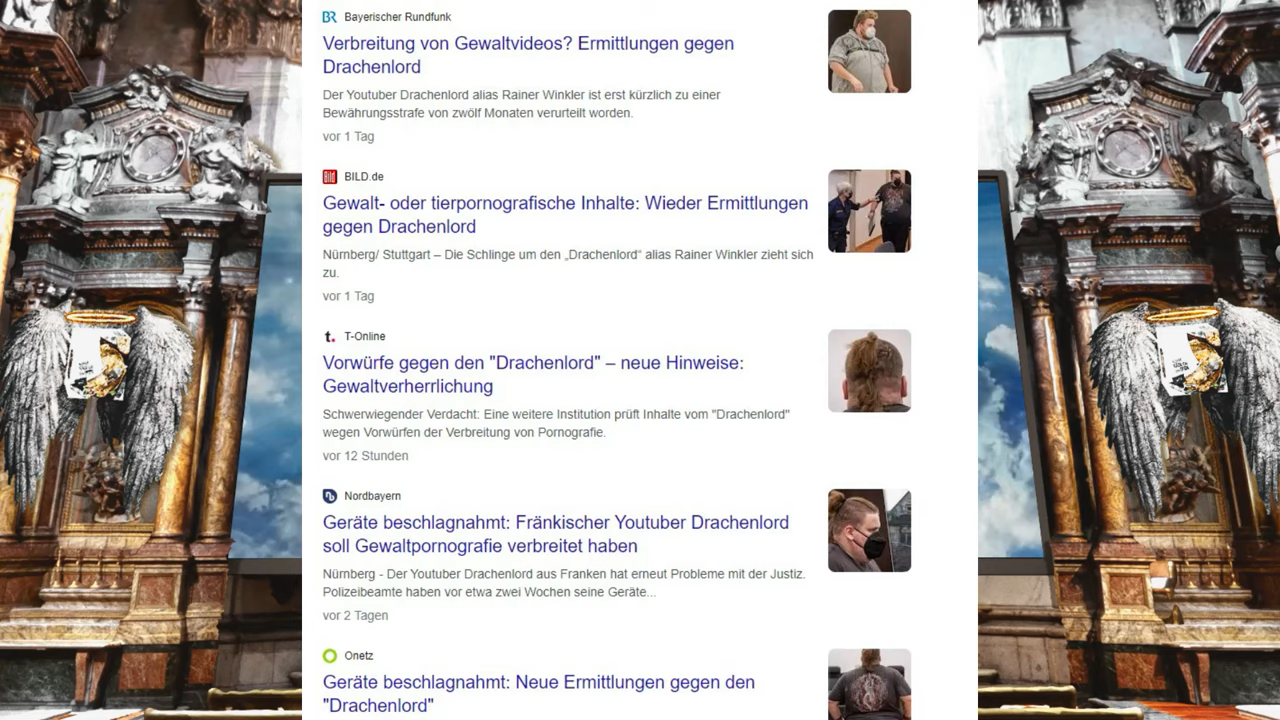 Bayerischer Rundfunk
Verbreitung von Gewaltvideos? Ermittlungen gegen
Drachenlord
Der Youtuber Drachenlord alias Rainer Winkler ist erst kürzlich zu einer
Bewährungsstrafe von zwölf Monaten verurteilt worden.
vor 1 Tag
BILD.de
Gewalt- oder tierpornografische Inhalte: Wieder Ermittlungen
gegen Drachenlord
Nürnberg/ Stuttgart – Die Schlinge um den „Drachenlord“ alias Rainer Winkler zieht sich
zu.
vor 1 Tag
T-Online
Vorwürfe gegen den "Drachenlord" – neue Hinweise:
Gewaltverherrlichung
Schwerwiegender Verdacht: Eine weitere Institution prüft Inhalte vom "Drachenlord"
wegen Vorwürfen der Verbreitung von Pornografie.
vor 12 Stunden
Nordbayern
Geräte beschlagnahmt: Fränkischer Youtuber Drachenlord
soll Gewaltpornografie verbreitet haben
Nürnberg - Der Youtuber Drachenlord aus Franken hat erneut Probleme mit der Justiz.
Polizeibeamte haben vor etwa zwei Wochen seine Geräte...
vor 2 Tagen
Onetz
Geräte beschlagnahmt: Neue Ermittlungen gegen den
"Drachenlord"